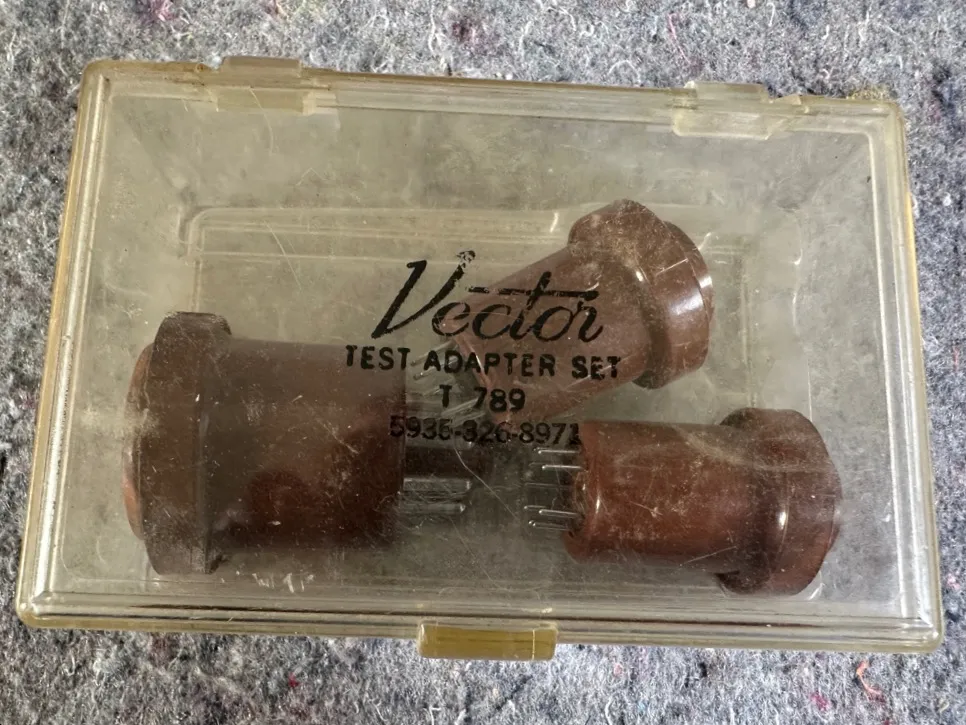 Vector
TEST ADAPTER SET
T 789
5935-326-8971